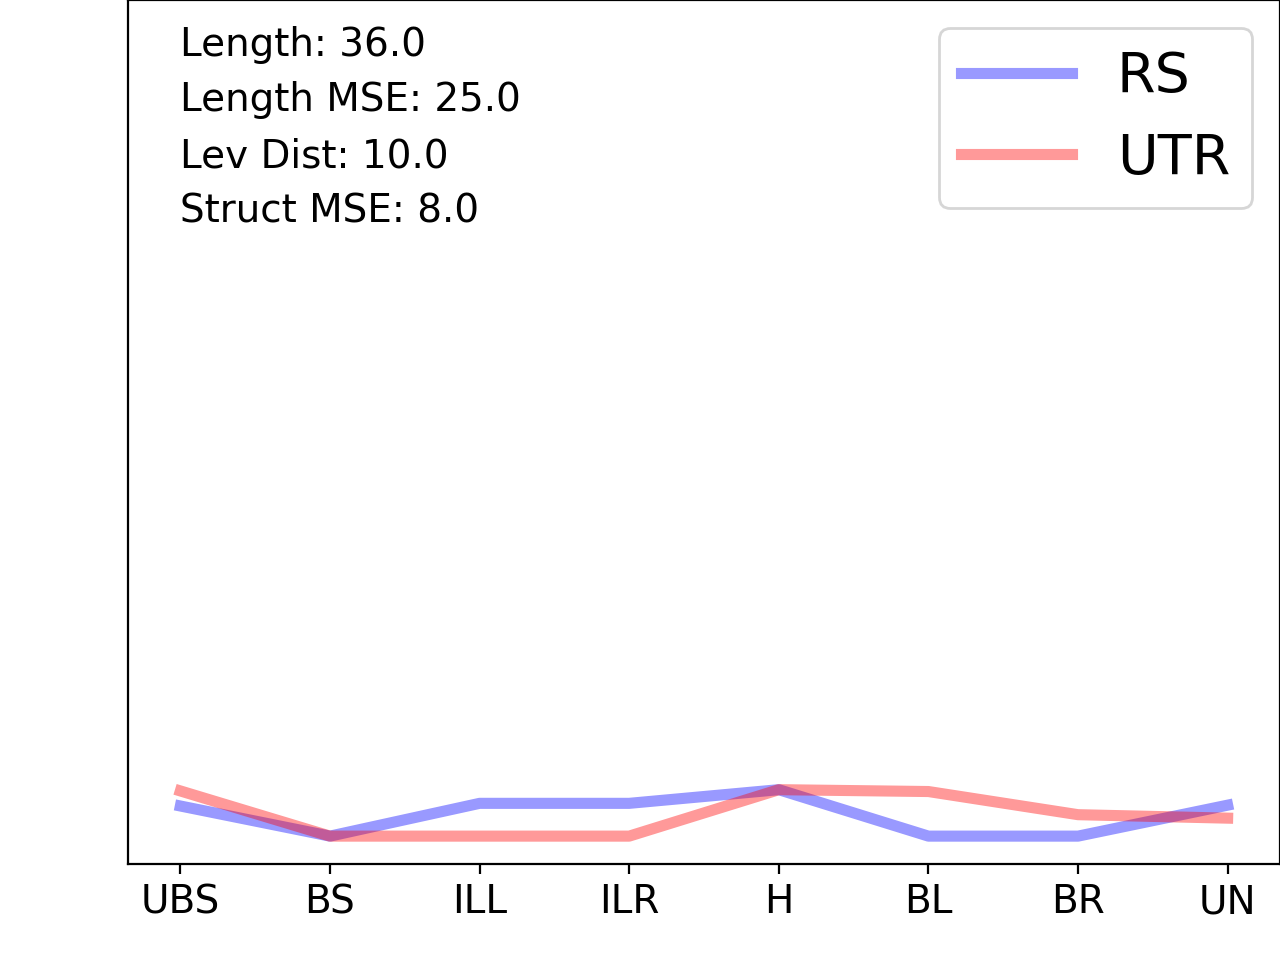 Length: 36.0
Length MSE: 25.0
Lev Dist: 10.0
Struct MSE: 8.0
RS
UTR
UBS BS ILL ILR H BL BR UN